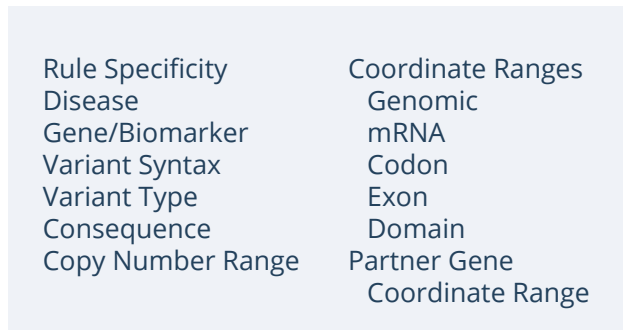 Rule Specificity
Disease
Gene/Biomarker
Variant Syntax
Variant Type
Consequence
Copy Number Range
Coordinate Ranges
Genomic
mRNA
Codon
Exon
Domain
Partner Gene
Coordinate Range